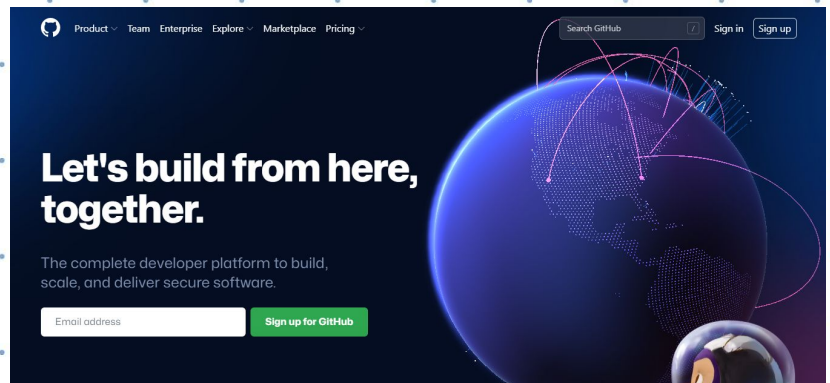 Product Team Enterprise Explore Marketplace Pricing Search GitHub / Sign in Sign up
Let's build from here,
together.
The complete developer platform to build,
scale, and deliver secure software.
Email address Sign up for GitHub